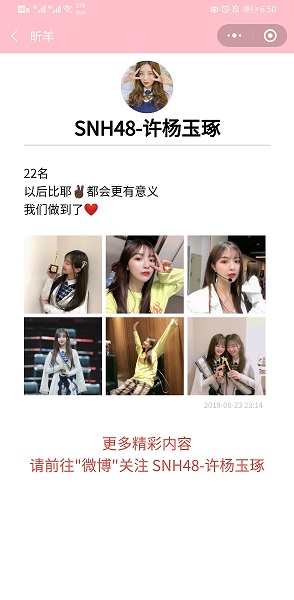 6:50
昕羊
SNH48-许杨玉琢
22名
以后比耶✌🏿都会更有意义
我们做到了❤️
2019-08-23 23:14
更多精彩内容
请前往"微博"关注 SNH48-许杨玉琢